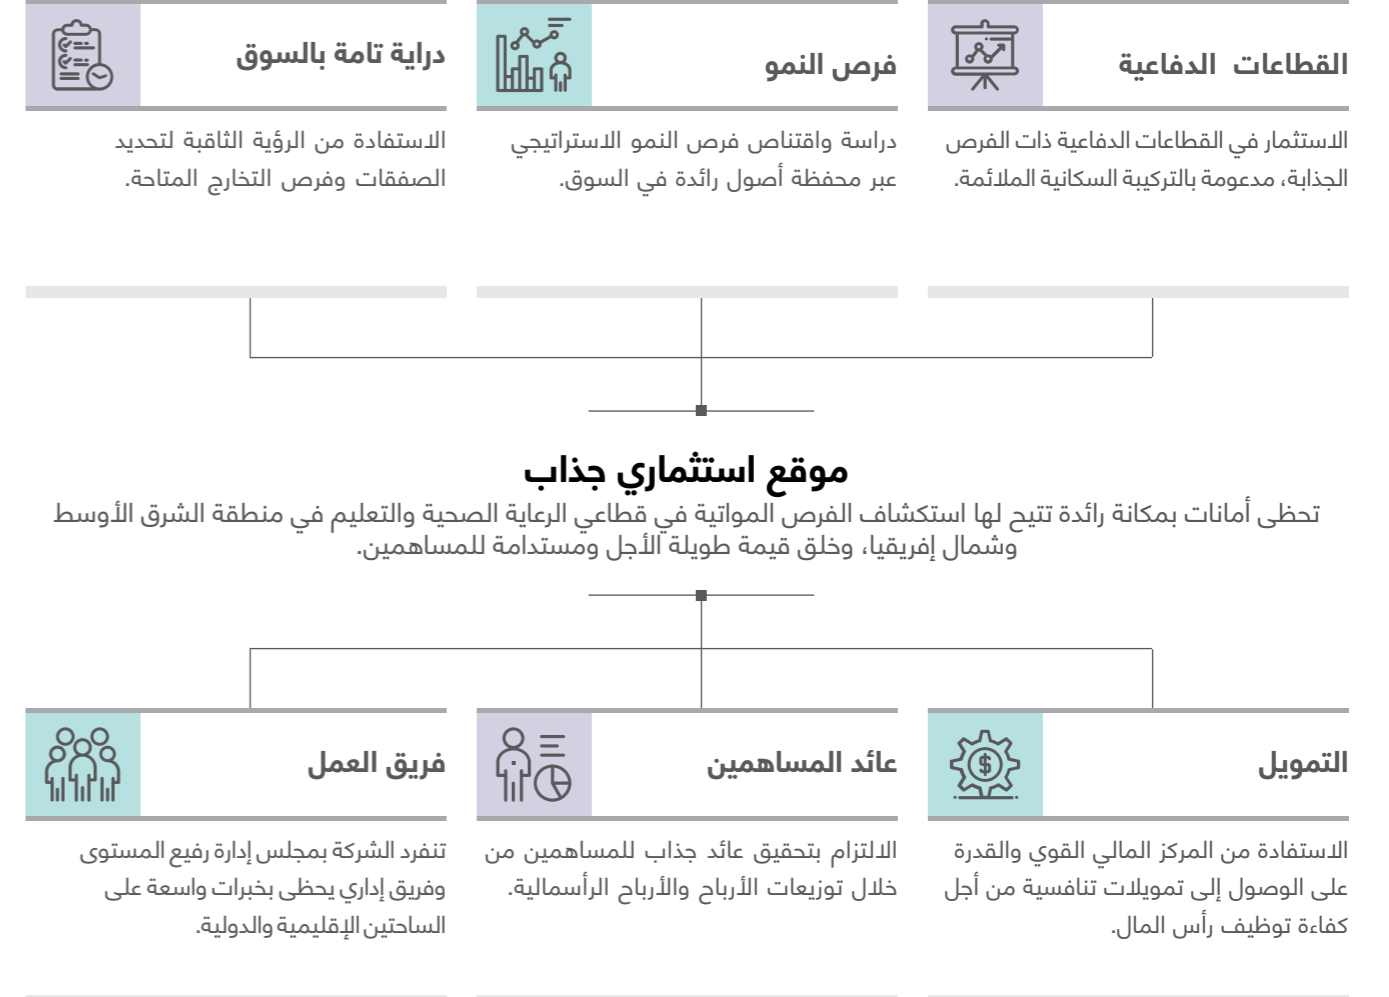 القطاعات الدفاعية
الاستثمار في القطاعات الدفاعية ذات الفرص
الجذابة، مدعومة بالتركيبة السكانية الملائمة.
فرص النمو
دراسة واقتناص فرص النمو الاستراتيجي
عبر محفظة أصول رائدة في السوق.
دراية تامة بالسوق
الاستفادة من الرؤية الثاقبة لتحديد
الصفقات وفرص التخارج المتاحة.
موقع استثماري جذاب
تحظى أمانات بمكانة رائدة تتيح لها استكشاف الفرص المواتية في قطاعي الرعاية الصحية والتعليم في منطقة الشرق الأوسط
وشمال إفريقيا، وخلق قيمة طويلة الأجل ومستدامة للمساهمين.
التمويل
الاستفادة من المركز المالي القوي والقدرة
على الوصول إلى تمويلات تنافسية من أجل
كفاءة توظيف رأس المال.
عائد المساهمين
الالتزام بتحقيق عائد جذاب للمساهمين من
خلال توزيعات الأرباح والأرباح الرأسمالية.
فريق العمل
تنفرد الشركة بمجلس إدارة رفيع المستوى
وفريق إداري يحظى بخبرات واسعة على
الساحتين الإقليمية والدولية.
$